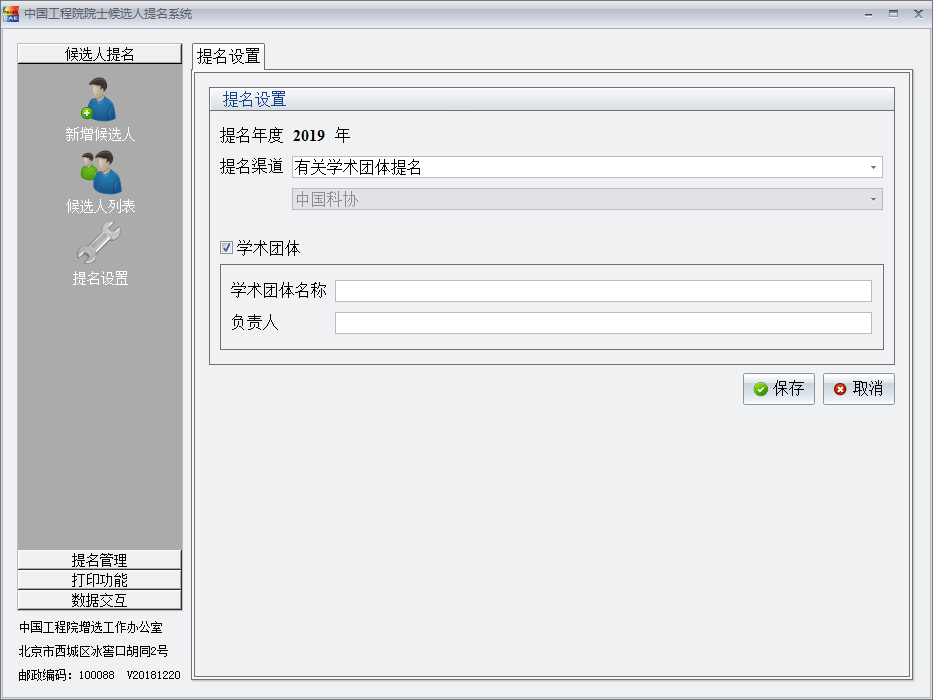 中国工程院院士候选人提名系统
候选人提名
新增候选人
候选人列表
提名设置
提名管理
打印功能
数据交互
中国工程院增选工作办公室
北京市西城区冰窖口胡同2号
邮政编码：100088 V20181220
提名设置
提名设置
提名年度 2019 年
提名渠道 有关学术团体提名
中国科协
学术团体
学术团体名称
负责人
保存 取消